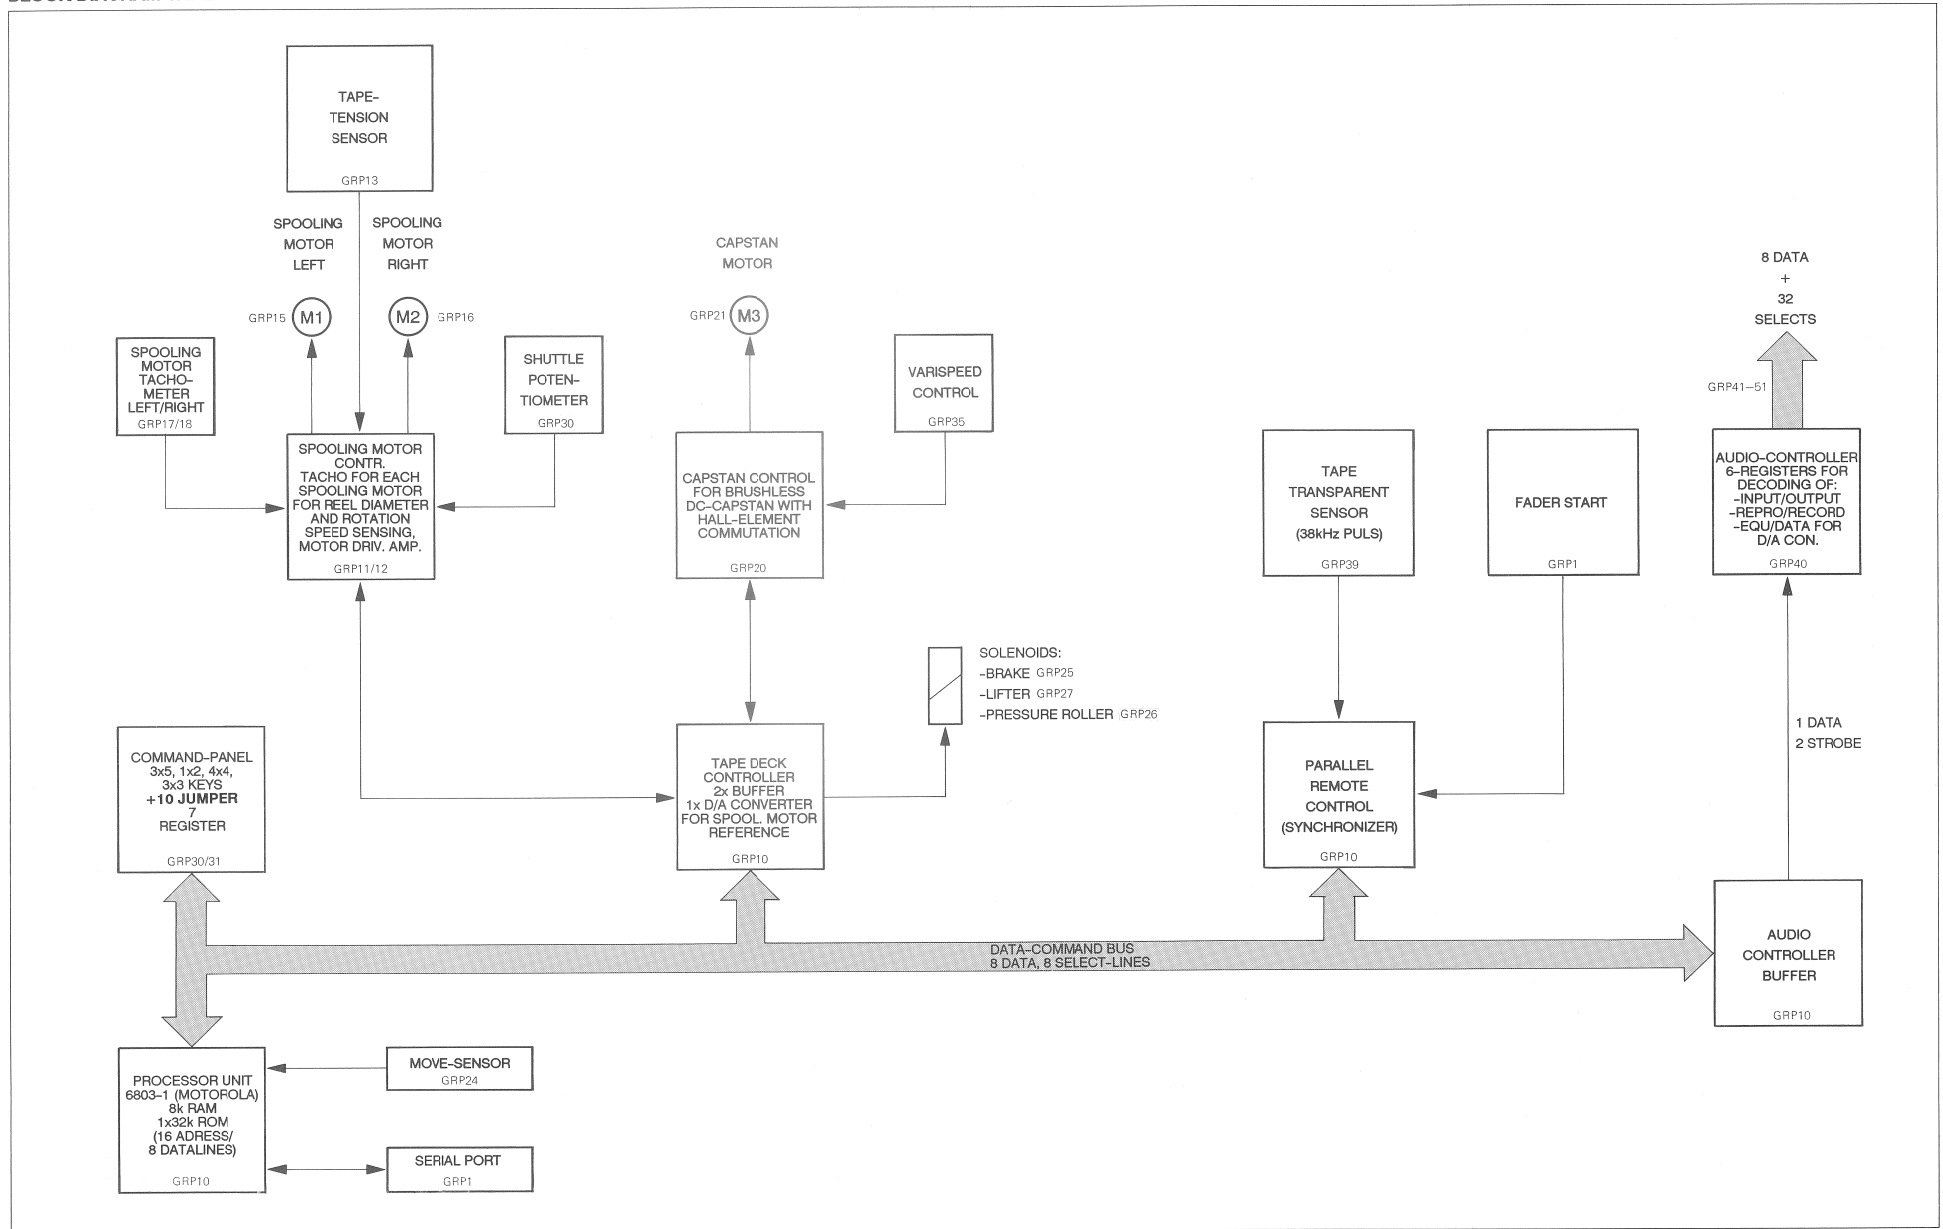 TAPE-
TENSION
SENSOR
GRP13
SPOOLING
MOTOR
LEFT
SPOOLING
MOTOR
RIGHT
CAPSTAN
MOTOR
8 DATA
+
32
SELECTS
GRP15
M1
M2
GRP16
GRP21
M3
SPOOLING
MOTOR
TACHO-
METER
LEFT/RIGHT
GRP17/18
SHUTTLE
POTEN-
TIOMETER
GRP30
VARISPEED
CONTROL
GRP35
GRP41-51
SPOOLING MOTOR
CONTR.
TACHO FOR EACH
SPOOLING MOTOR
FOR REEL DIAMETER
AND ROTATION
SPEED SENSING,
MOTOR DRIV. AMP.
GRP11/12
CAPSTAN CONTROL
FOR BRUSHLESS
DC-CAPSTAN WITH
HALL-ELEMENT
COMMUTATION
GRP20
TAPE
TRANSPARENT
SENSOR
(38kHz PULS)
GRP39
FADER START
GRP1
AUDIO-CONTROLLER
6-REGISTERS FOR
DECODING OF:
-INPUT/OUTPUT
-REPRO/RECORD
-EQU/DATA FOR
D/A CON.
GRP40
SOLENOIDS:
-BRAKE GRP25
-LIFTER GRP27
-PRESSURE ROLLER GRP26
1 DATA
2 STROBE
COMMAND-PANEL
3x5, 1x2, 4x4,
3x3 KEYS
+10 JUMPER
7
REGISTER
GRP30/31
TAPE DECK
CONTROLLER
2x BUFFER
1x D/A CONVERTER
FOR SPOOL. MOTOR
REFERENCE
GRP10
PARALLEL
REMOTE
CONTROL
(SYNCHRONIZER)
GRP10
DATA-COMMAND BUS
8 DATA, 8 SELECT-LINES
AUDIO
CONTROLLER
BUFFER
GRP10
PROCESSOR UNIT
6803-1 (MOTOROLA)
8k RAM
1x32k ROM
(16 ADRESS/
8 DATALINES)
GRP10
MOVE-SENSOR
GRP24
SERIAL PORT
GRP1